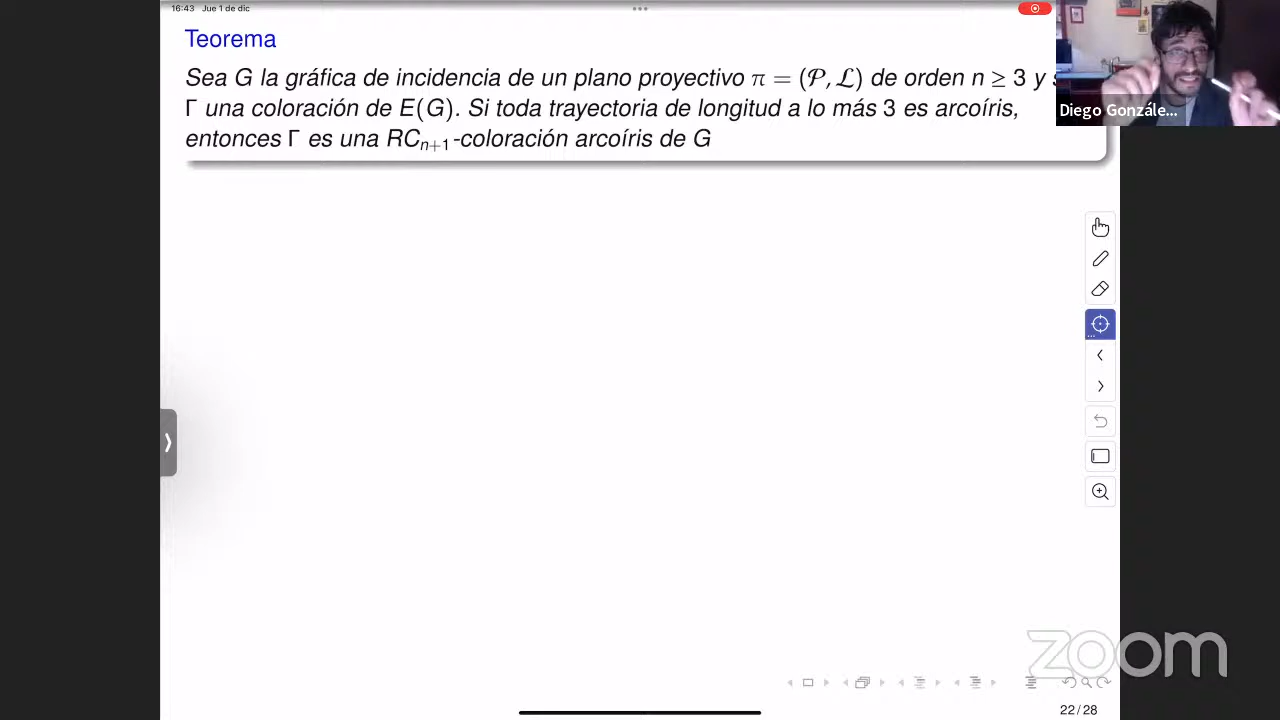 16:43 Jue 1 de dic
Teorema
Sea G la gráfica de incidencia de un plano proyectivo π = (𝒫, ℒ) de orden n ≥ 3 y
Γ una coloración de E(G). Si toda trayectoria de longitud a lo más 3 es arcoíris,
entonces Γ es una RCₙ₊₁-coloración arcoíris de G
Diego Gonzále...
zoom
22/28